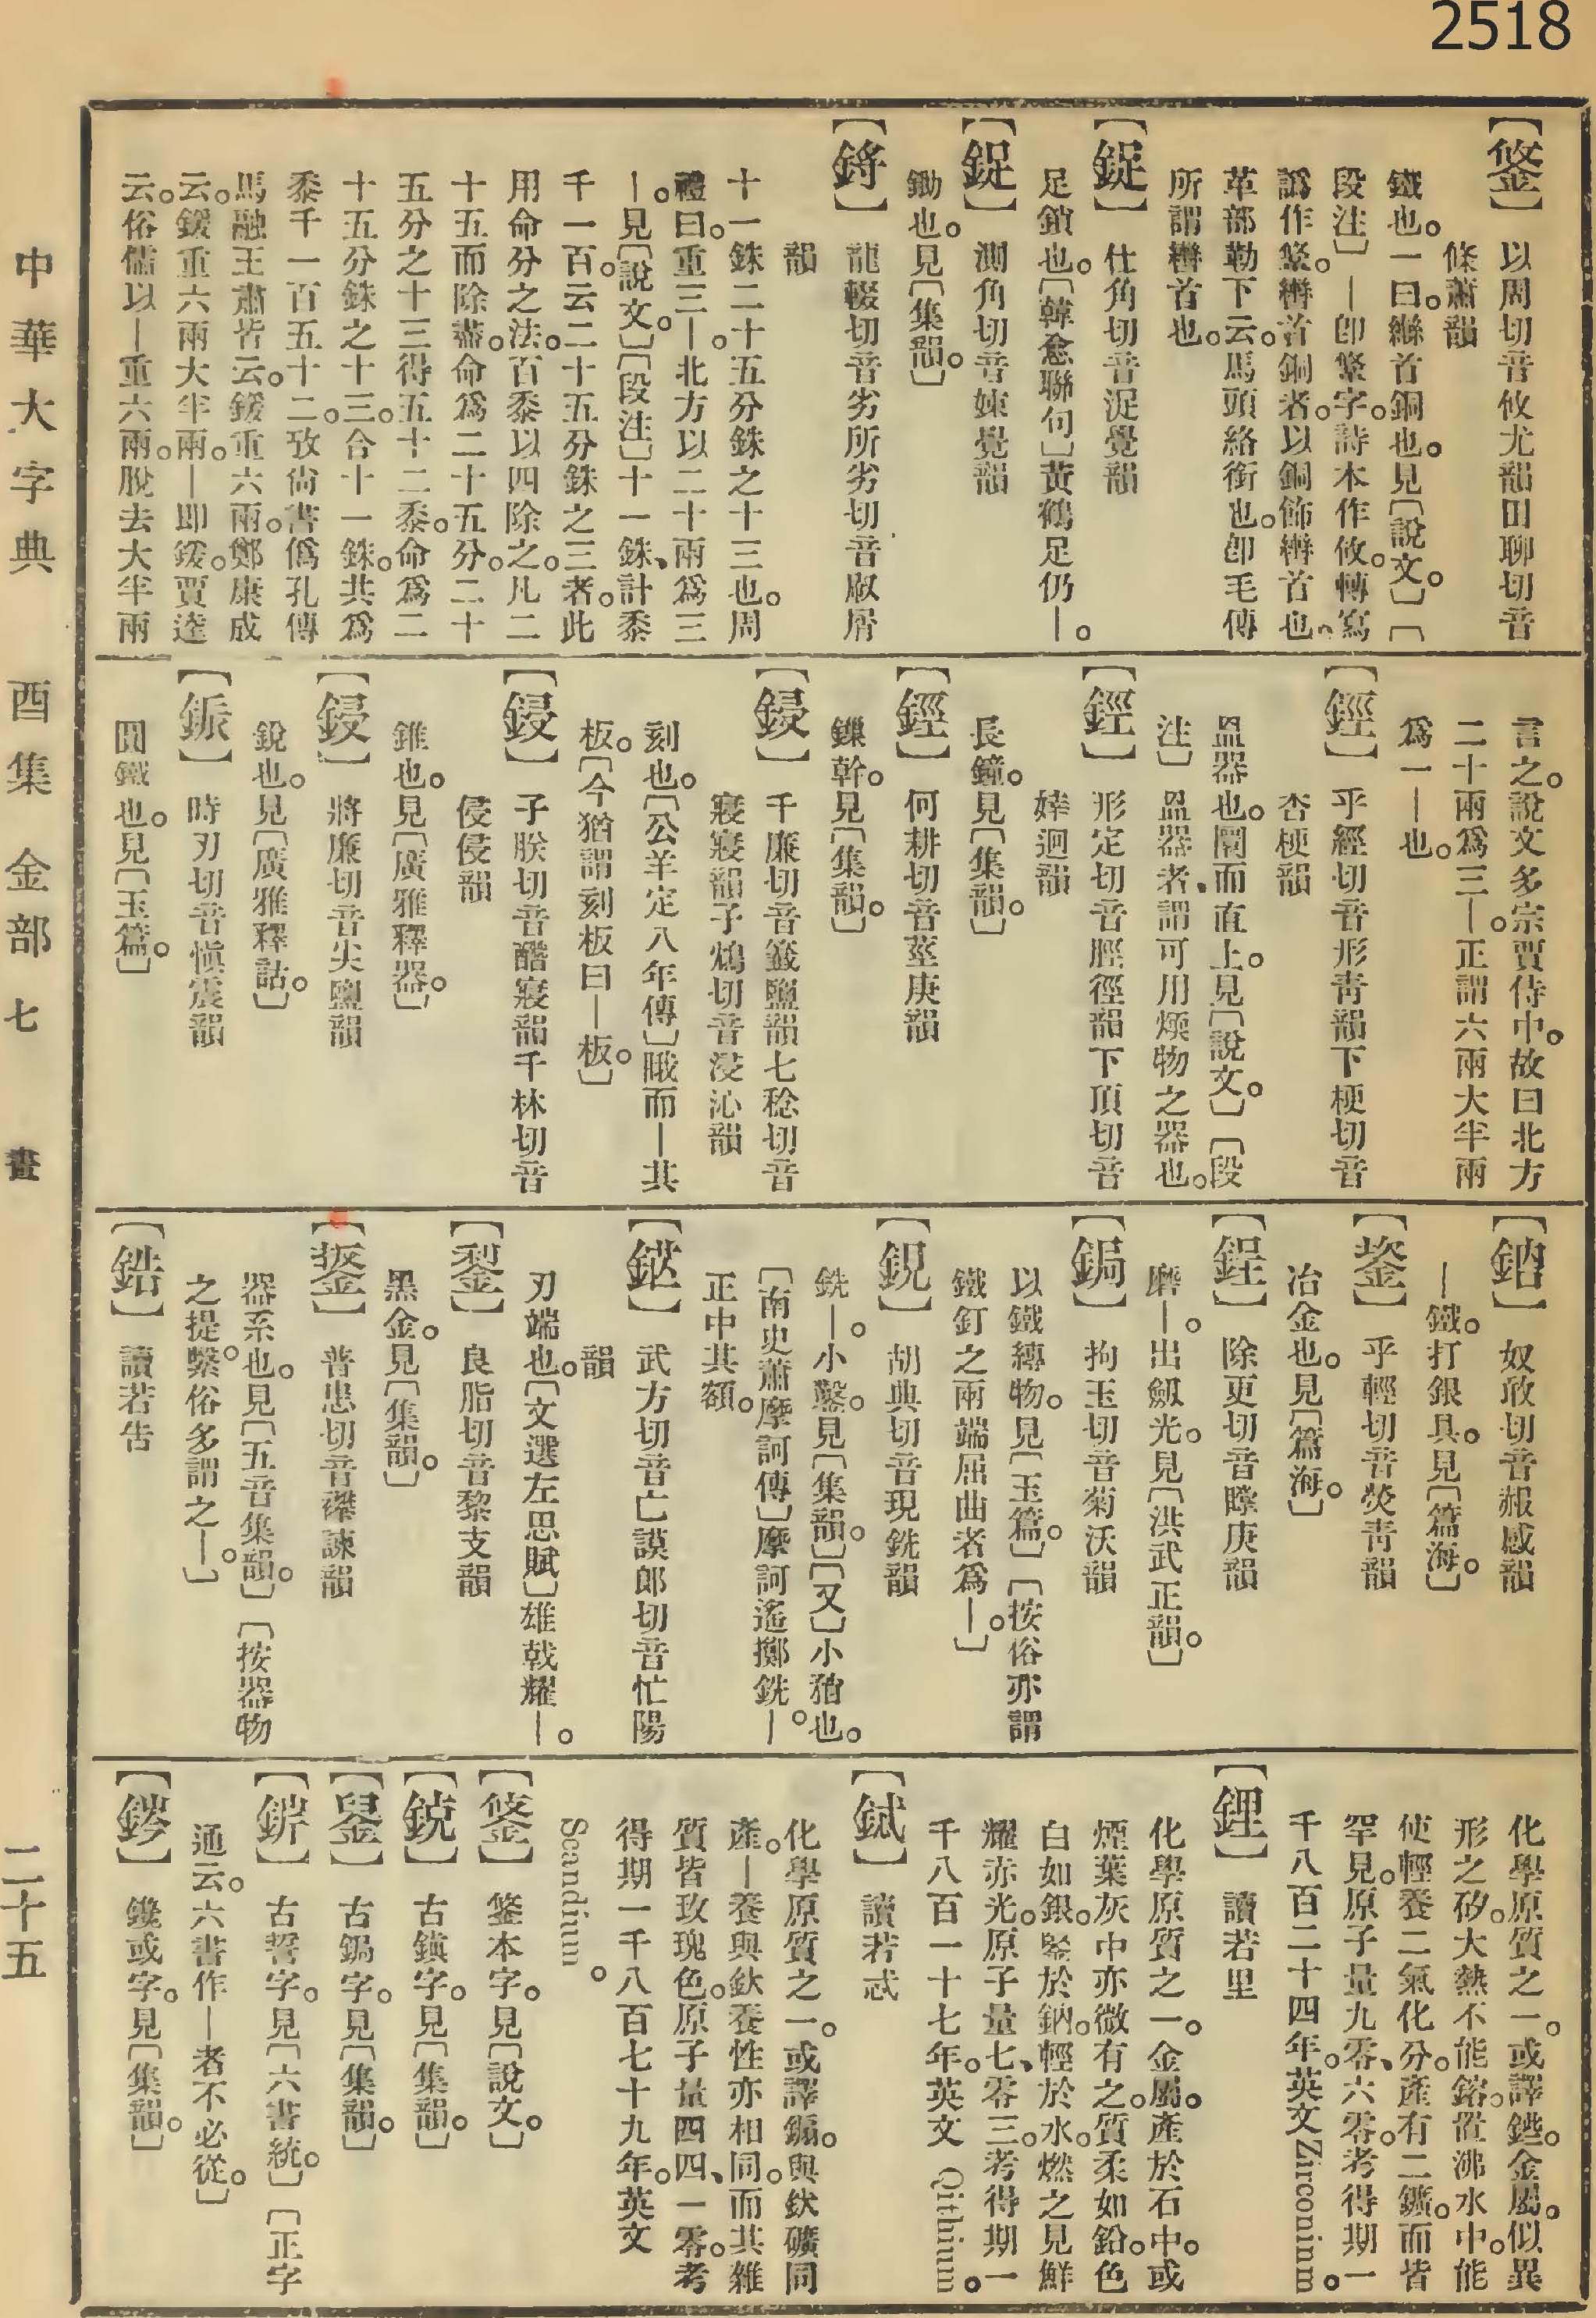 2518
【鋚】以周切音攸尤韻田聊切音
條蕭韻
鐵也。一曰。轡首銅也。見〔說文。〕〔
段注〕—卽鋚字。詩本作攸。轉寫
譌作鞗。轡首銅者。以銅飾轡首也。
革部勒下云。馬頭絡銜也。卽毛傳
所謂轡首也。
【鋜】仕角切音浞覺韻
足鎖也。〔韓愈聯句〕黃鶴足仍—。
【鋜】測角切音娕覺韻
鋤也。見〔集韻。〕
【鋝】龍輟切音劣所劣切音㕞屑
韻
十一銖二十五分銖之十三也。周
禮曰。重三—。北方以二十兩爲三
—。見〔說文。〕〔段注〕十一銖、計黍
千一百。云二十五分銖之三者。此
用命分之法。百黍以四除之。凡二
十五而除盡。命爲二十五分。二十
五分之十三得五十二黍。命爲二
十五分銖之十三。合十一銖。共爲
黍千一百五十二。攷尙書僞孔傳
馬融王肅皆云。鍰重六兩。鄭康成
云。鍰重六兩大半兩。—卽鍰。賈逵
云。俗儒以—重六兩。脫去大半兩
言之。說文多宗賈侍中。故曰北方
二十兩爲三—。正謂六兩大半兩
爲一—也。
【鋞】乎經切音形靑韻下梗切音
杏梗韻
盈器也。圜而直上。見〔說文。〕〔段
注〕盈器者、謂可用煗物之器也。
【鋞】形定切音脛徑韻下頂切音
婞迥韻
長鐘。見〔集韻。〕
【鋞】何耕切音莖庚韻
鏁幹。見〔集韻。〕
【鋟】千廉切音籤鹽韻七稔切音
寢寢韻子鴆切音浸沁韻
刻也。〔公羊定八年傳〕睋而—其
板。〔今猶謂刻板曰—板。〕
【鋟】子朕切音醋寢韻千林切音
侵侵韻
錐也。見〔廣雅釋器。〕
【鋟】將廉切音尖鹽韻
銳也。見〔廣雅釋詁。〕
【鋠】時刃切音愼震韻
圓鐵也。見〔玉篇。〕
奴敢切音赧感韻
—鐵。打銀具。見〔篇海。〕
乎輕切音熒靑韻
冶金也。見〔篇海。〕
【鋥】除更切音瞠庚韻
磨—。出劔光。見〔洪武正韻。〕
【鋦】拘玉切音菊沃韻
以鐵縛物。見〔玉篇。〕〔按俗亦謂
鐵釘之兩端屈曲者爲—。〕
【鋧】胡典切音現銑韻
銑—。小鑿。見〔集韻。〕〔又〕小矟也。
〔南史蕭摩訶傳〕摩訶遙擲銑—。
正中其額。
【鋩】武方切音亡謨郎切音忙陽
韻
刃端也。〔文選左思賦〕雄戟耀—。
【鋫】良脂切音黎支韻
黑金。見〔集韻。〕
【鋬】普患切音襻諫韻
器系也。見〔五音集韻。〕〔按器物
之提繫。俗多謂之—。〕
【鋯】讀若告
化學原質之一。或譯鋞。金屬。似異
形之矽。大熱不能鎔。置沸水中。能
使輕養二氣化分。產有二鑛。而皆
罕見。原子量九零、六零。考得期一
千八百二十四年。英文Zirconinm。
【鋰】讀若里
化學原質之一。金屬。產於石中。或
煙葉灰中亦微有之。質柔如鉛。色
白如銀。鋻於鈉。輕於水。燃之見鮮
耀赤光。原子量七、零三。考得期一
千八百一十七年。英文Qithium。
【鋱】讀若忒
化學原質之一。或譯鏀。與鈥礦同
產。—養與鈥養性亦相同。而其雜
質皆玫瑰色。原子量四四、一零。考
得期一千八百七十九年。英文
Scandium。
【鋚】鋚本字。見〔說文。〕
古鎭字。見〔集韻。〕
古鍋字。見〔集韻。〕
古誓字。見〔六書統。〕〔正字
通云。六書作—者不必從。〕
鑱或字。見〔集韻。〕
中華大字典 酉集 金部 七畫 二十五